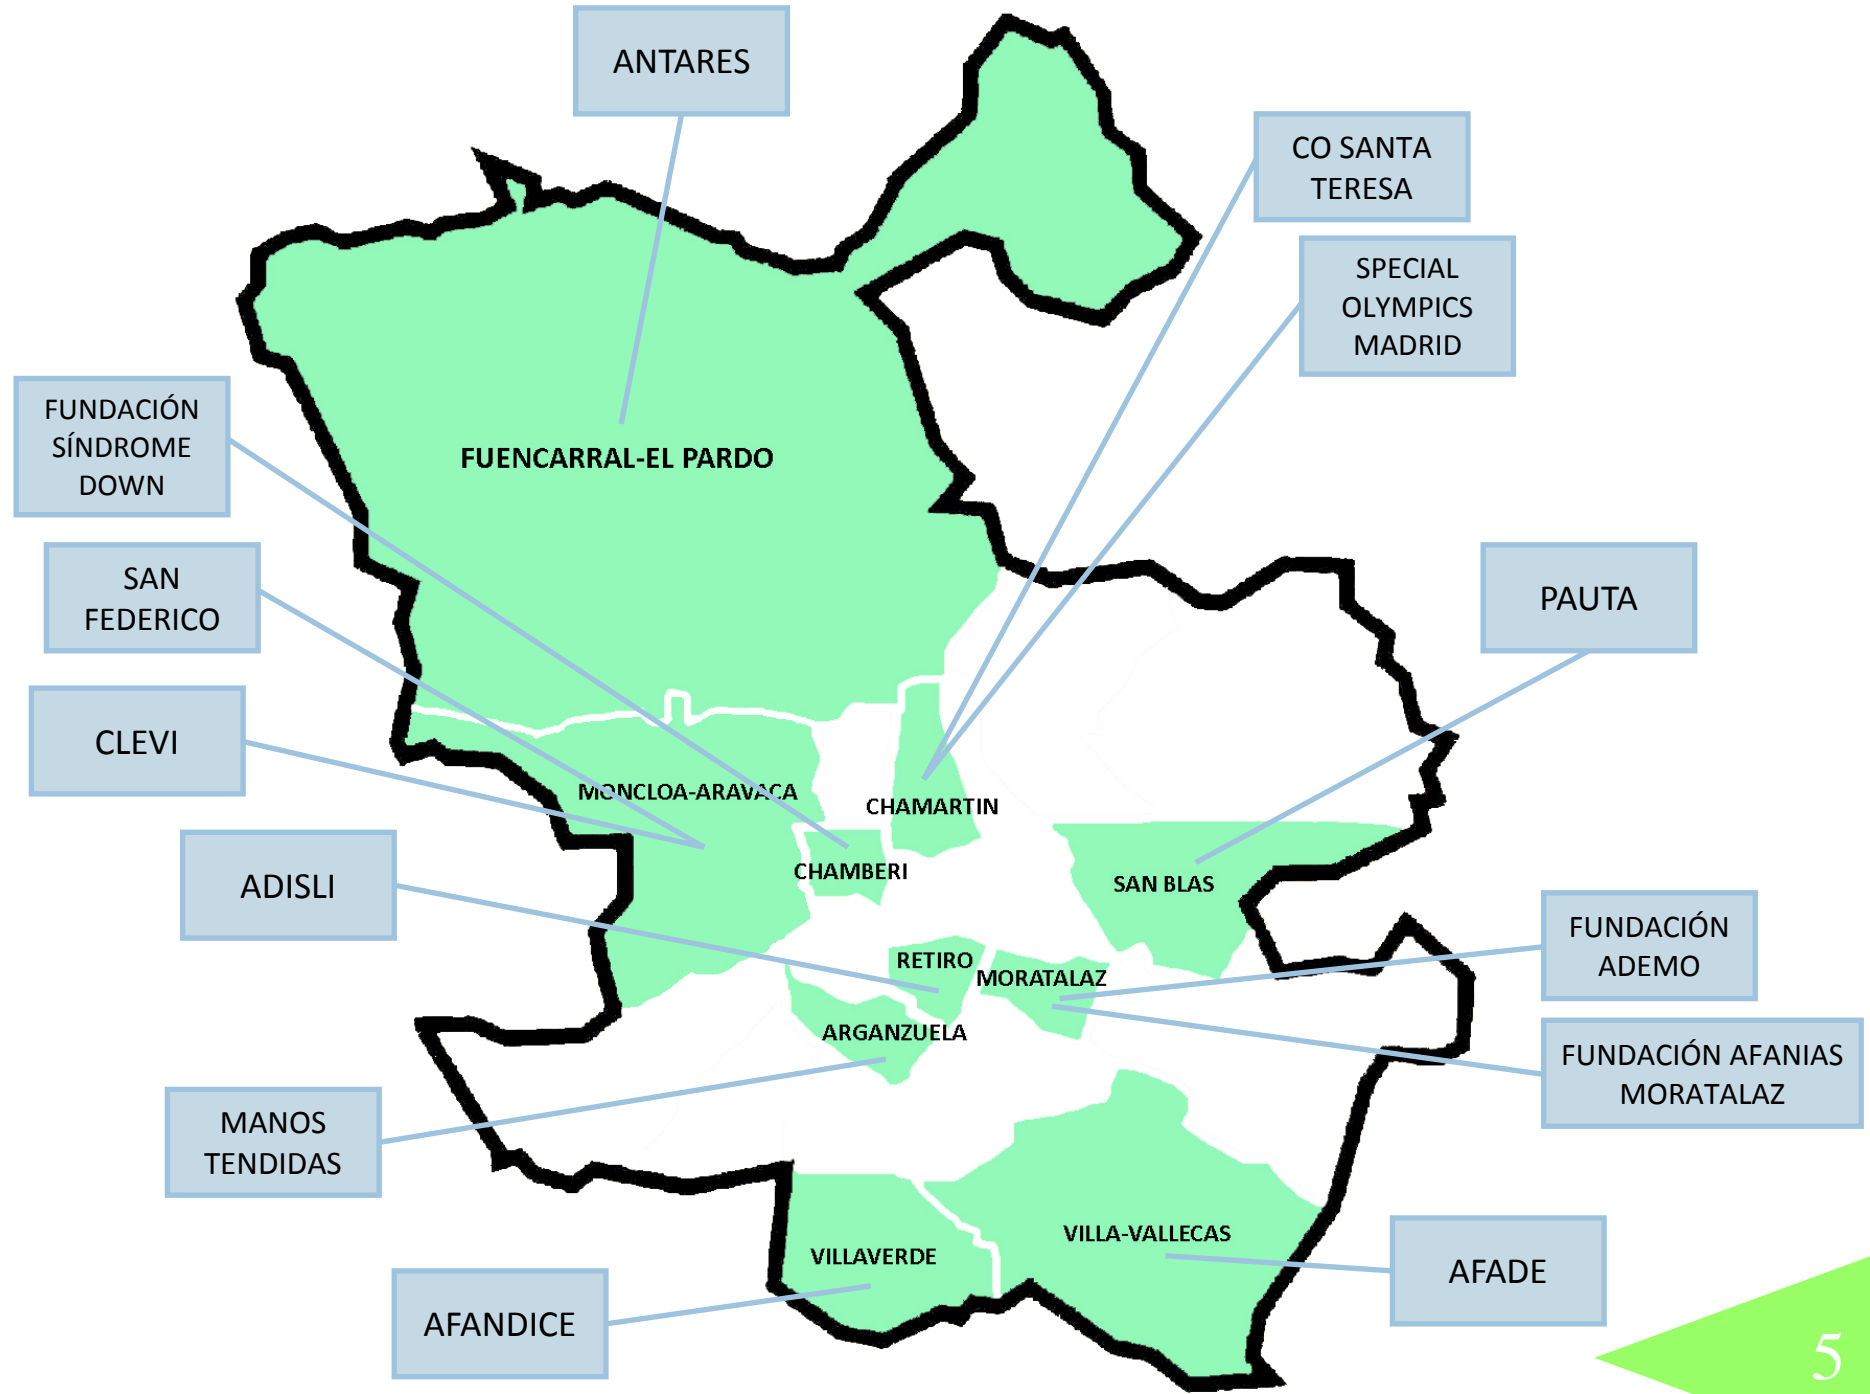 ANTARES
CO SANTA
TERESA
SPECIAL
OLYMPICS
MADRID
FUNDACIÓN
SÍNDROME
DOWN
FUENCARRAL-EL PARDO
SAN
FEDERICO
PAUTA
CLEVI
MONCLOA-ARAVACA
CHAMARTIN
ADISLI
CHAMBERI
SAN BLAS
FUNDACIÓN
ADEMO
RETIRO
MORATALAZ
ARGANZUELA
FUNDACIÓN AFANIAS
MORATALAZ
MANOS
TENDIDAS
VILLAVERDE
VILLA-VALLECAS
AFANDICE
AFADE
5